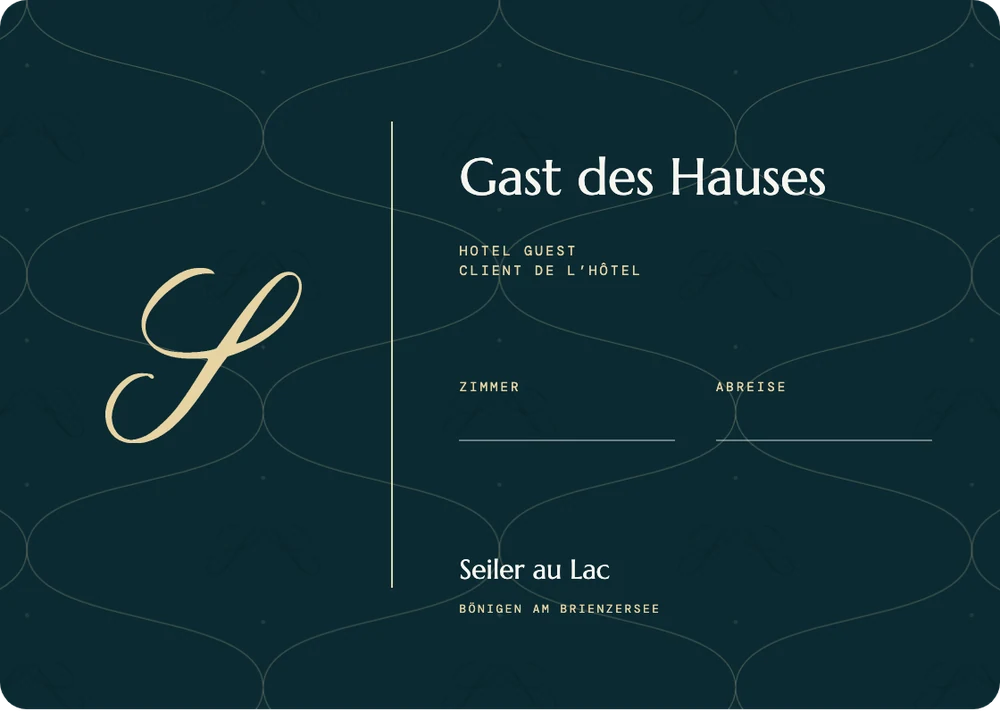 S
Gast des Hauses
HOTEL GUEST
CLIENT DE L’HÔTEL
ZIMMER
ABREISE
Seiler au Lac
BÖNIGEN AM BRIENZERSEE